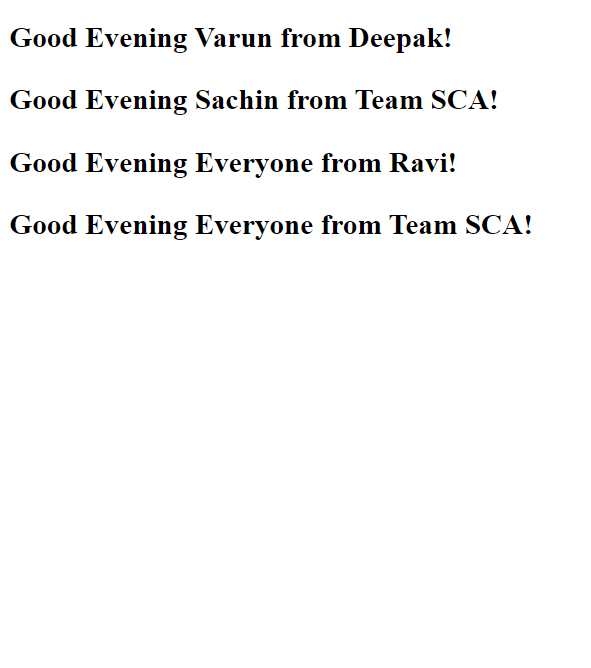 Good Evening Varun from Deepak!
Good Evening Sachin from Team SCA!
Good Evening Everyone from Ravi!
Good Evening Everyone from Team SCA!